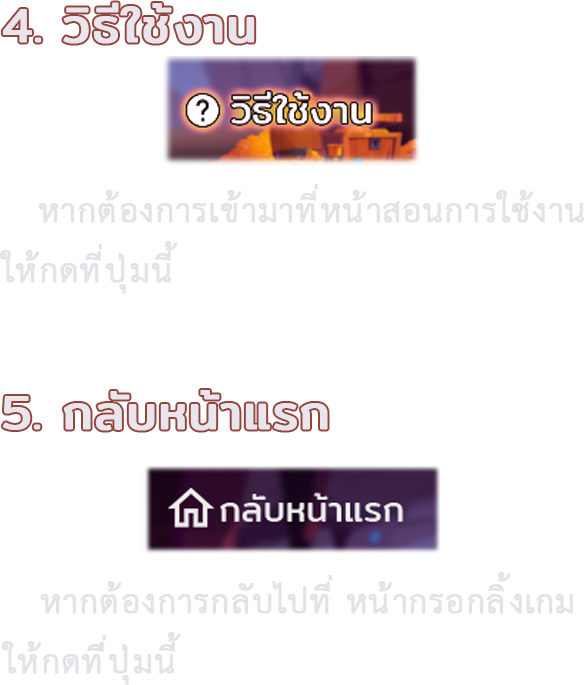 4. วิธีใช้งาน
? วิธีใช้งาน
หากต้องการเข้ามาที่หน้าสอนการใช้งาน
ให้กดที่ปุ่มนี้
5. กลับหน้าแรก
กลับหน้าแรก
หากต้องการกลับไปที่ หน้ากรอกลิ้งเกม
ให้กดที่ปุ่มนี้